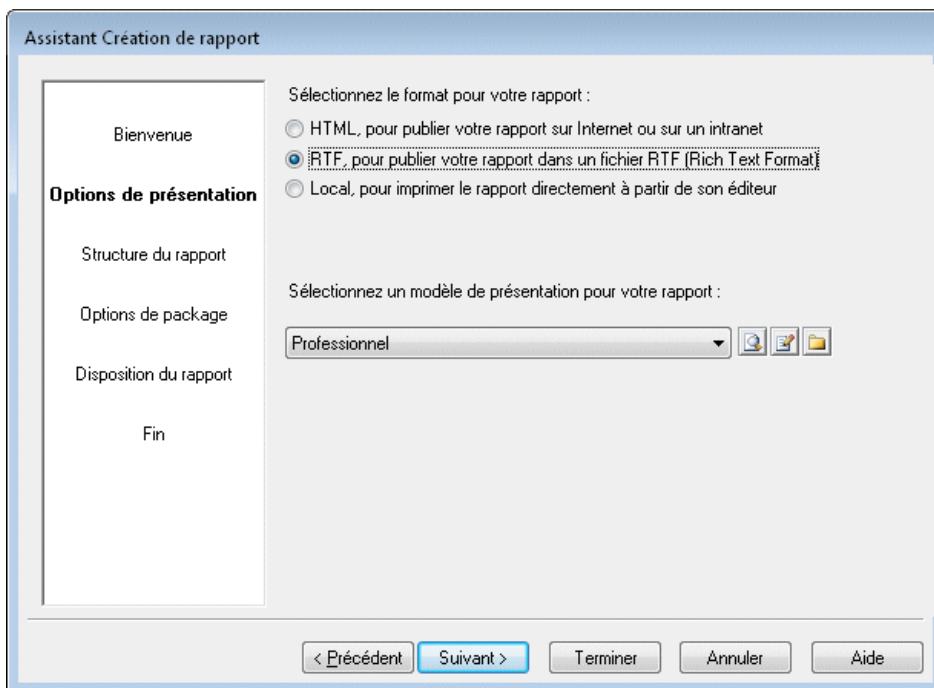 Assistant Création de rapport
Bienvenue
Options de présentation
Structure du rapport
Options de package
Disposition du rapport
Fin
Sélectionnez le format pour votre rapport :
HTML, pour publier votre rapport sur Internet ou sur un intranet
RTF, pour publier votre rapport dans un fichier RTF (Rich Text Format)
Local, pour imprimer le rapport directement à partir de son éditeur
Sélectionnez un modèle de présentation pour votre rapport :
Professionnel
< Précédent
Suivant >
Terminer
Annuler
Aide